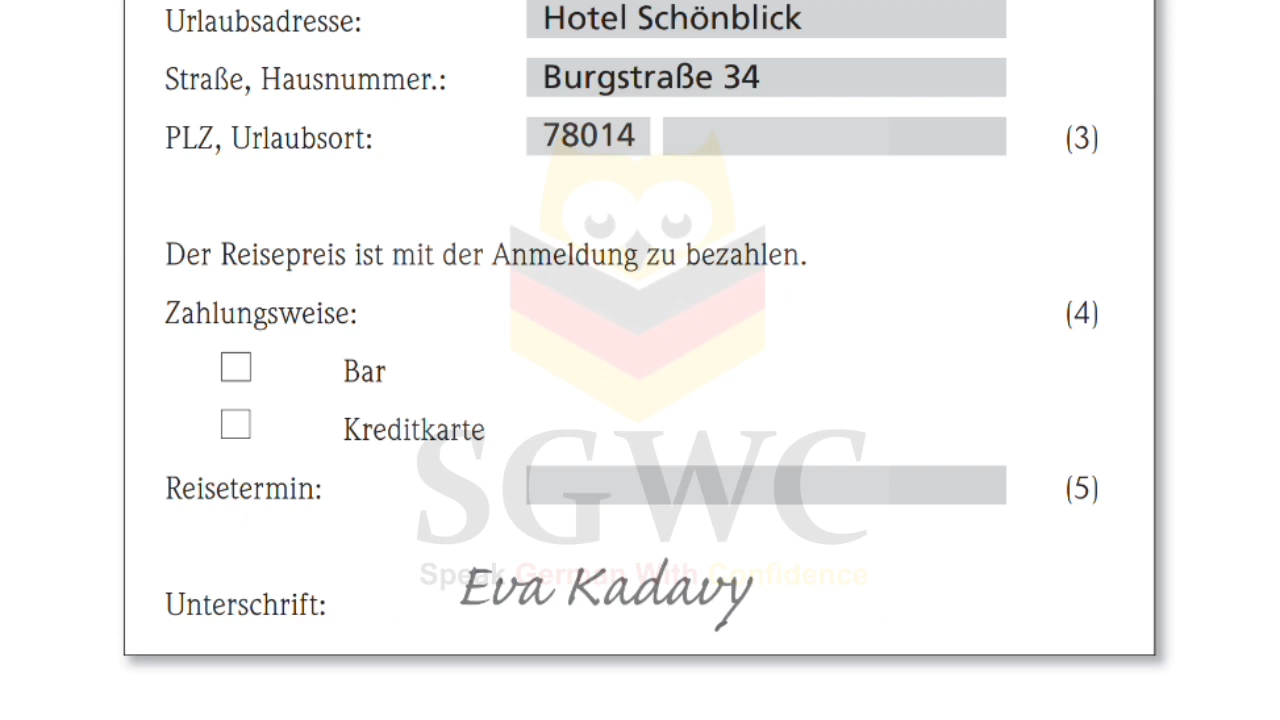 Urlaubsadresse: Hotel Schönblick
Straße, Hausnummer.: Burgstraße 34
PLZ, Urlaubsort: 78014 (3)
Der Reisepreis ist mit der Anmeldung zu bezahlen.
Zahlungsweise: (4)
Bar
Kreditkarte
Reisetermin: (5)
SGWC
Speak German With Confidence
Unterschrift: Eva Kadavy